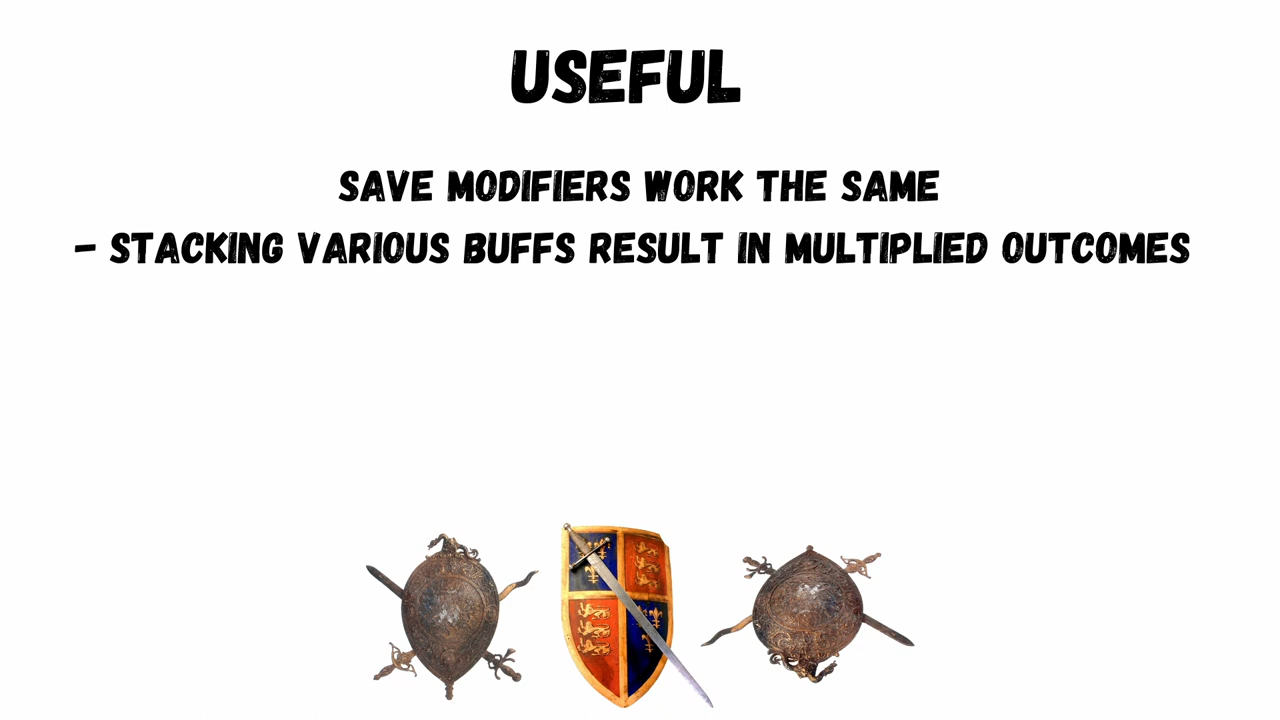 USEFUL
SAVE MODIFIERS WORK THE SAME
- STACKING VARIOUS BUFFS RESULT IN MULTIPLIED OUTCOMES